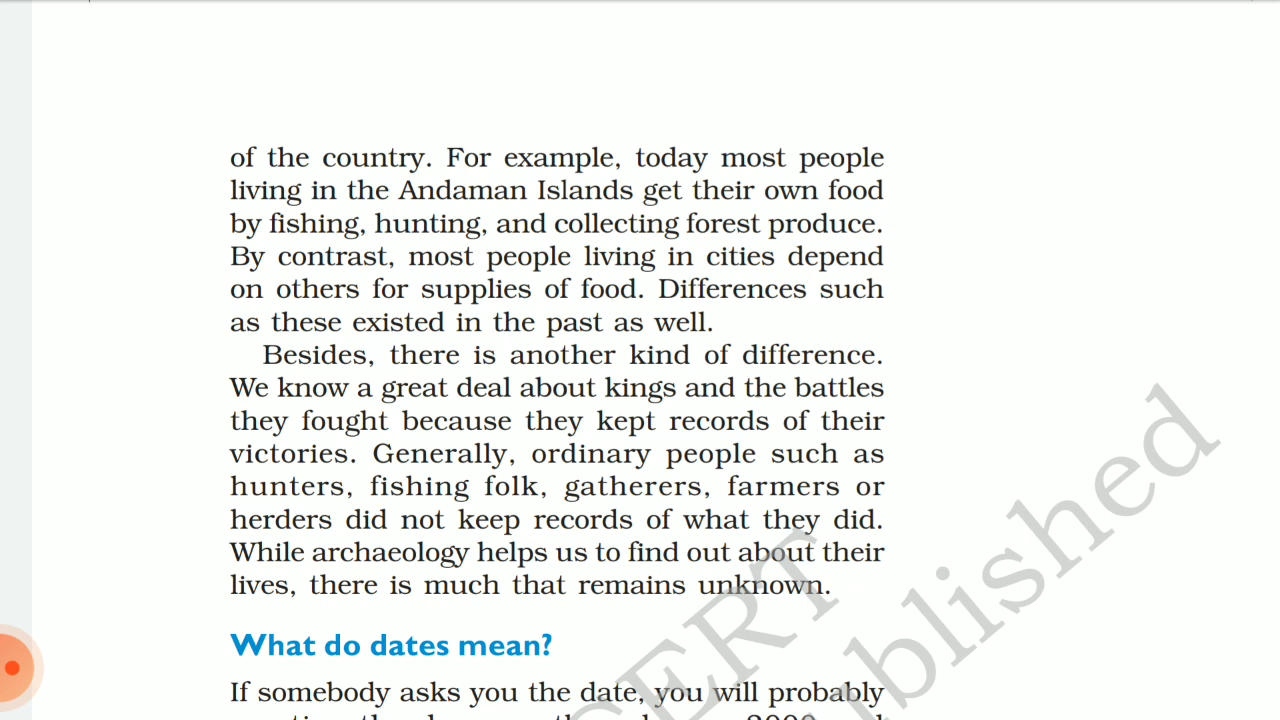 of the country. For example, today most people
living in the Andaman Islands get their own food
by fishing, hunting, and collecting forest produce.
By contrast, most people living in cities depend
on others for supplies of food. Differences such
as these existed in the past as well.
Besides, there is another kind of difference.
We know a great deal about kings and the battles
they fought because they kept records of their
victories. Generally, ordinary people such as
hunters, fishing folk, gatherers, farmers or
herders did not keep records of what they did.
While archaeology helps us to find out about their
lives, there is much that remains unknown.
What do dates mean?
If somebody asks you the date, you will probably